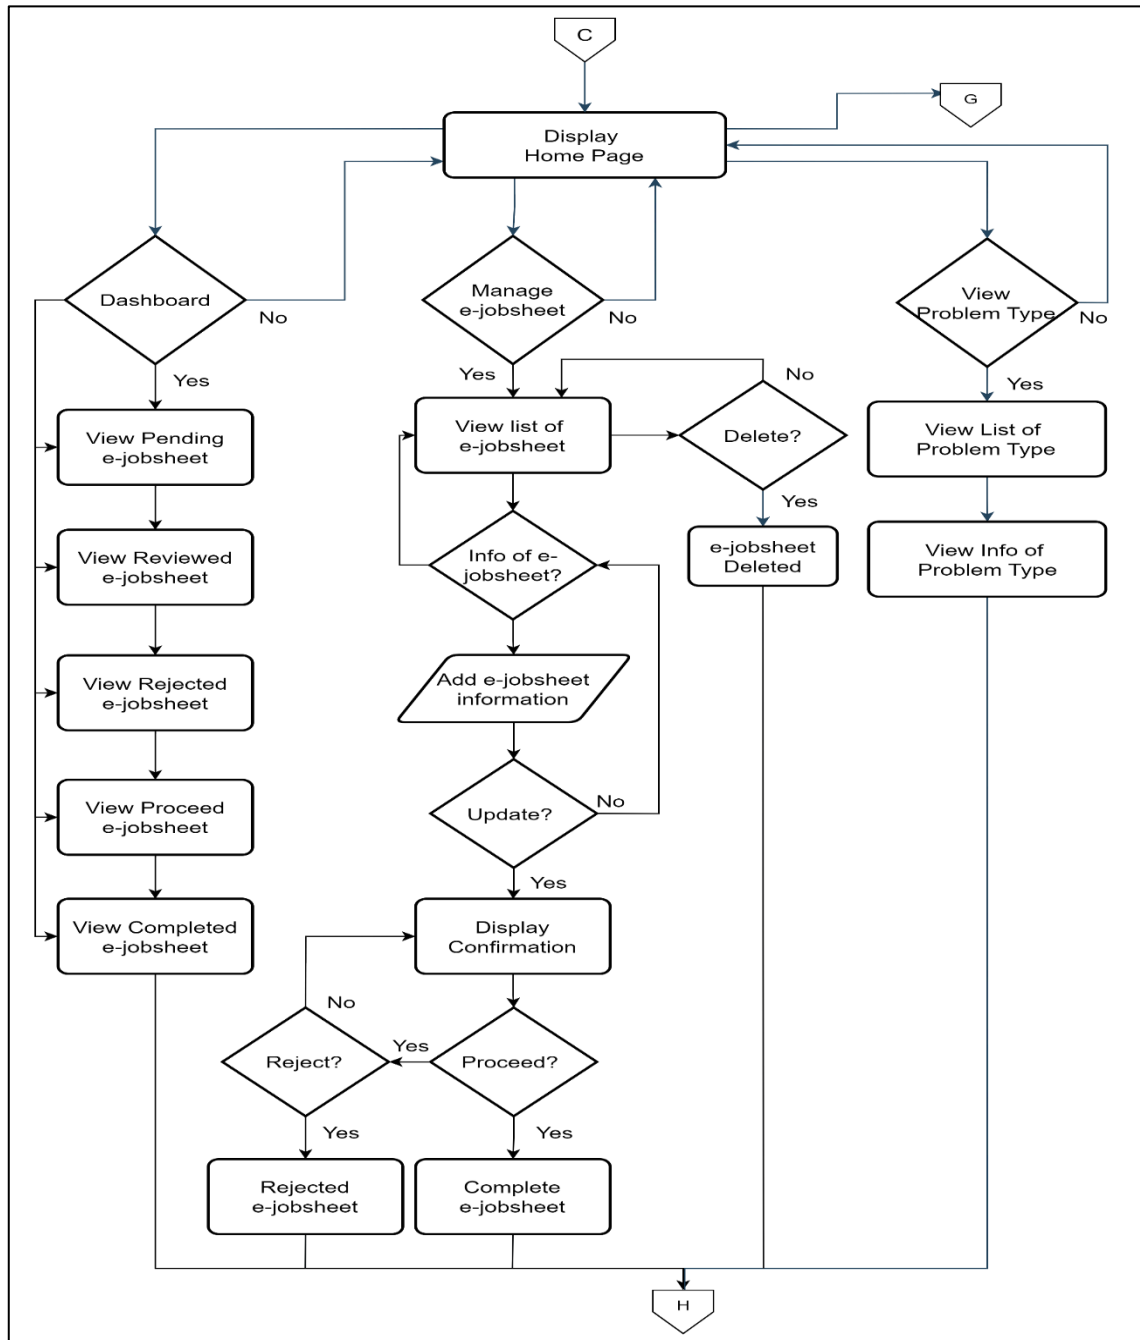 C
G
Display
Home Page
Dashboard
No
Yes
View Pending
e-jobsheet
View Reviewed
e-jobsheet
View Rejected
e-jobsheet
View Proceed
e-jobsheet
View Completed
e-jobsheet
Manage
e-jobsheet
No
Yes
View list of
e-jobsheet
Delete?
No
Yes
e-jobsheet
Deleted
Info of e-
jobsheet?
Add e-jobsheet
information
Update?
No
Yes
Display
Confirmation
Proceed?
Yes
Yes
Reject?
No
Yes
Rejected
e-jobsheet
Complete
e-jobsheet
View
Problem Type
No
Yes
View List of
Problem Type
View Info of
Problem Type
H